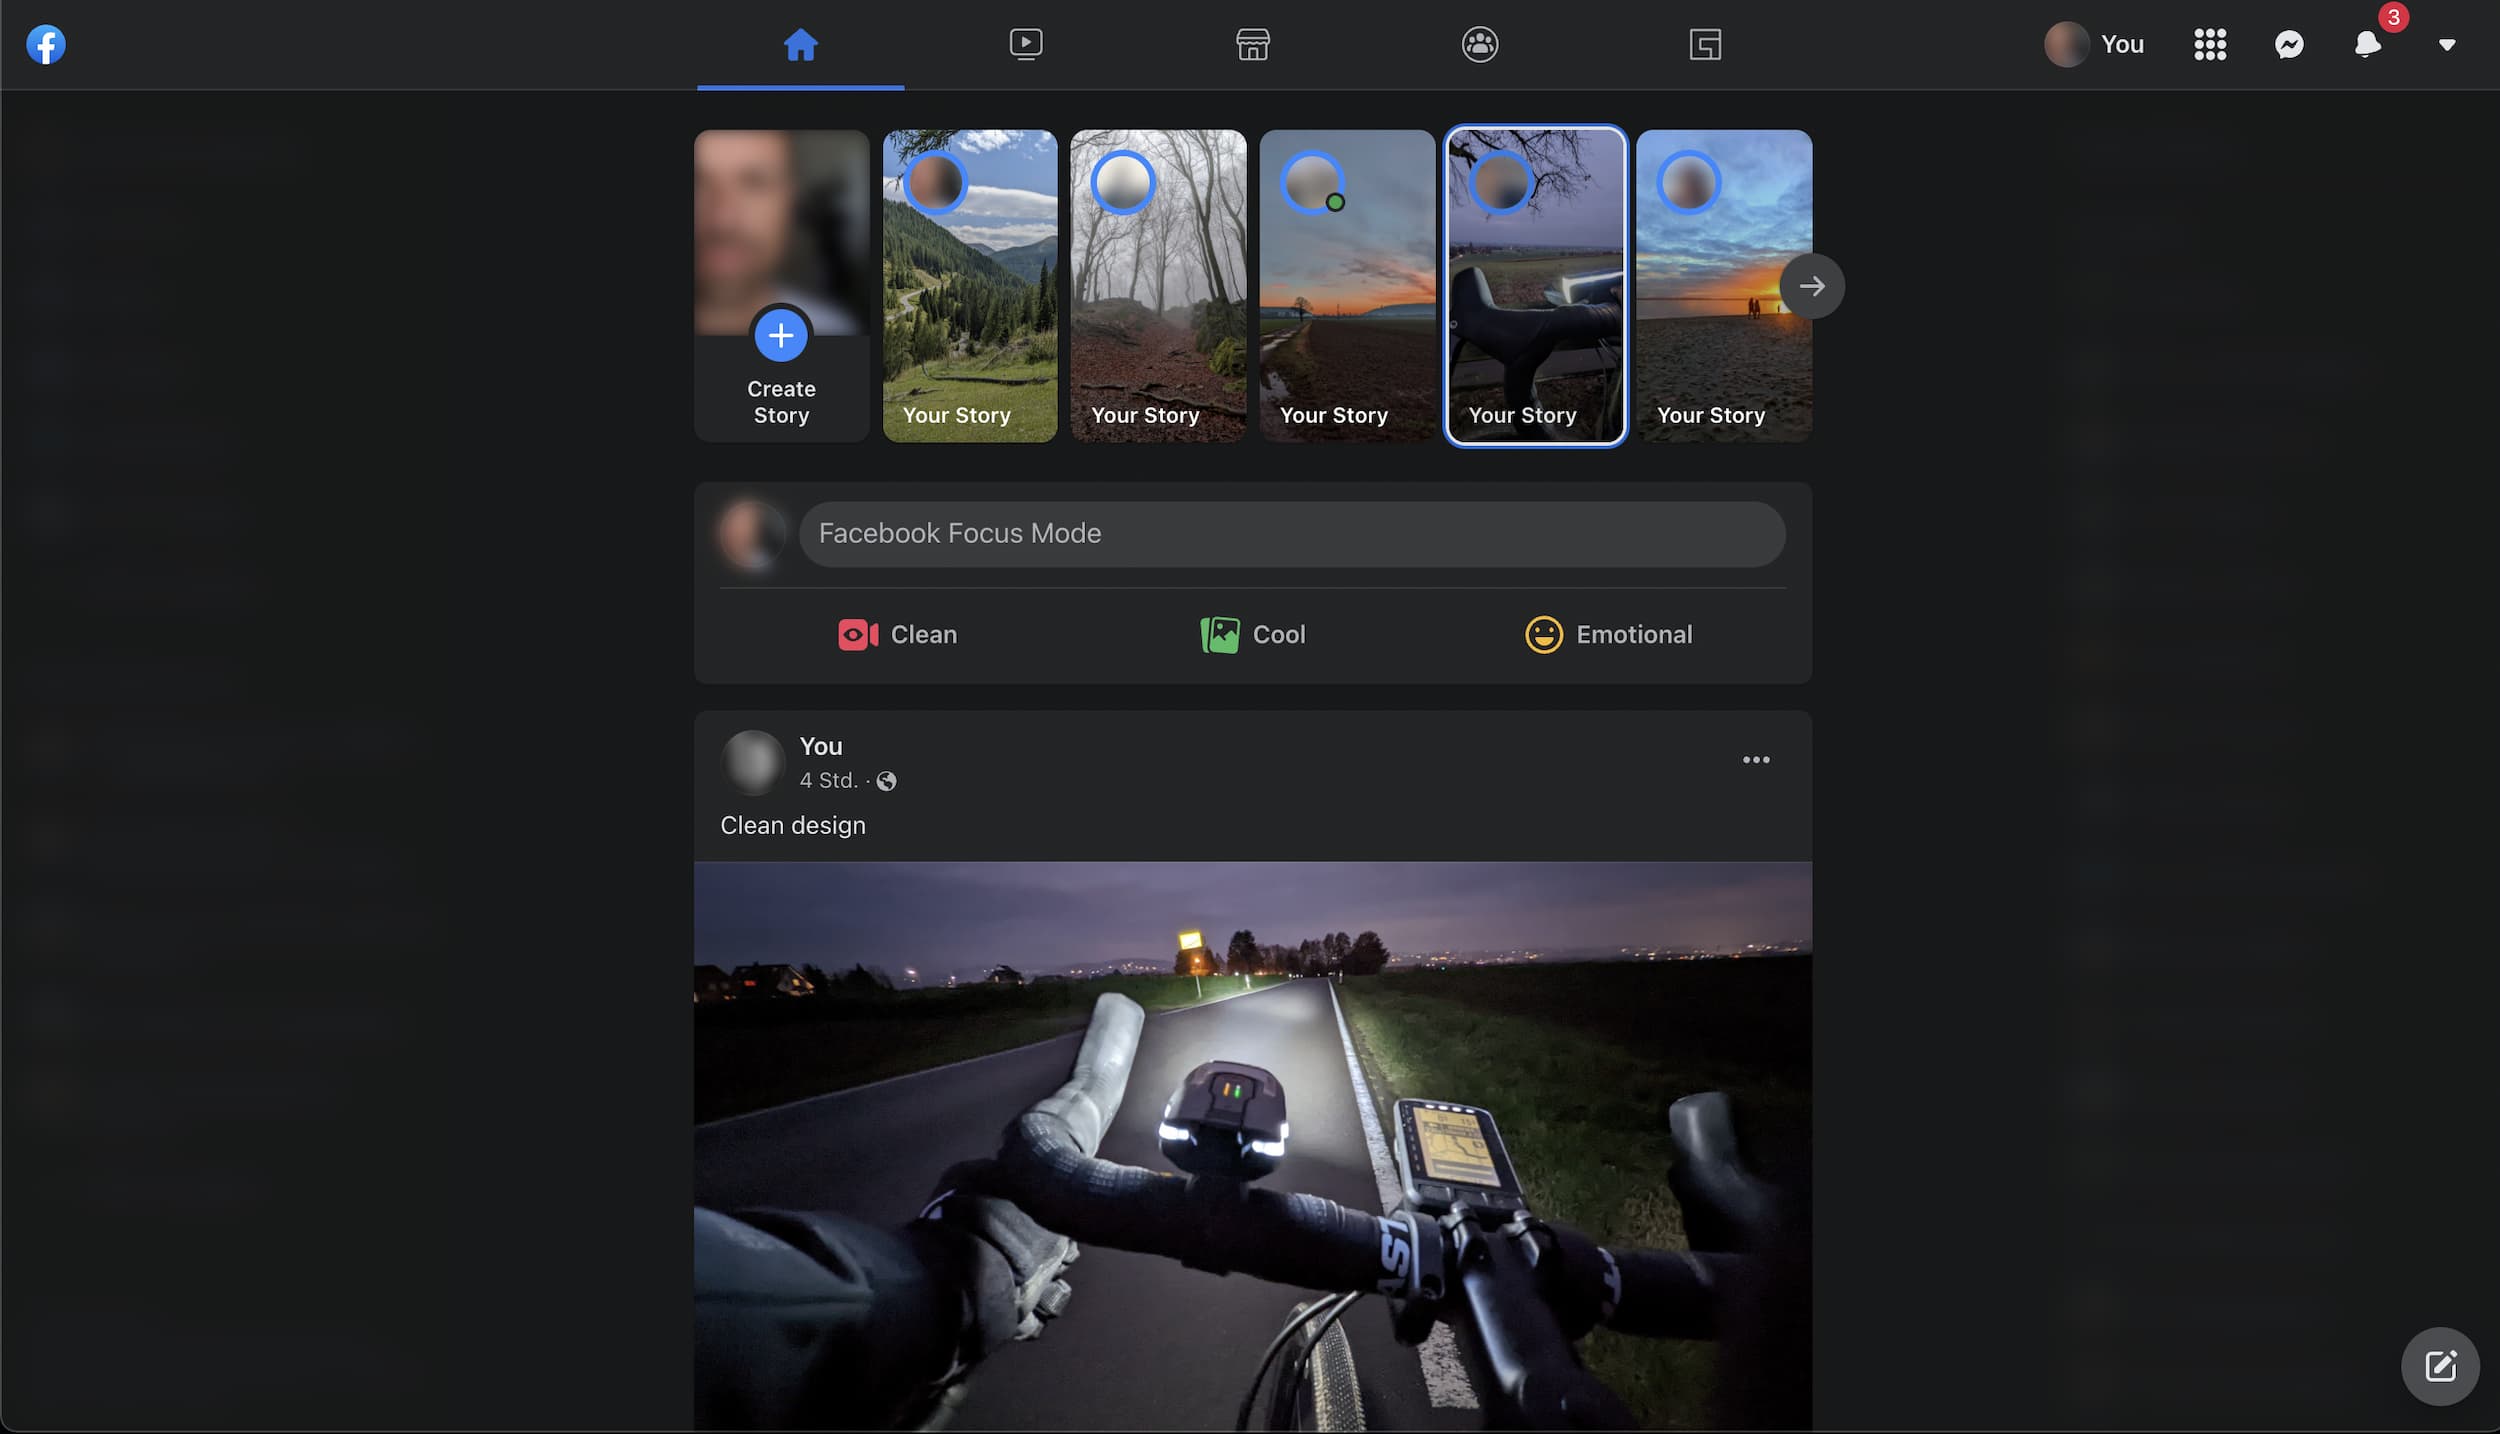 You
3
Create
Story
Your Story
Your Story
Your Story
Your Story
Your Story
Facebook Focus Mode
Clean
Cool
Emotional
You
4 Std. ·
Clean design